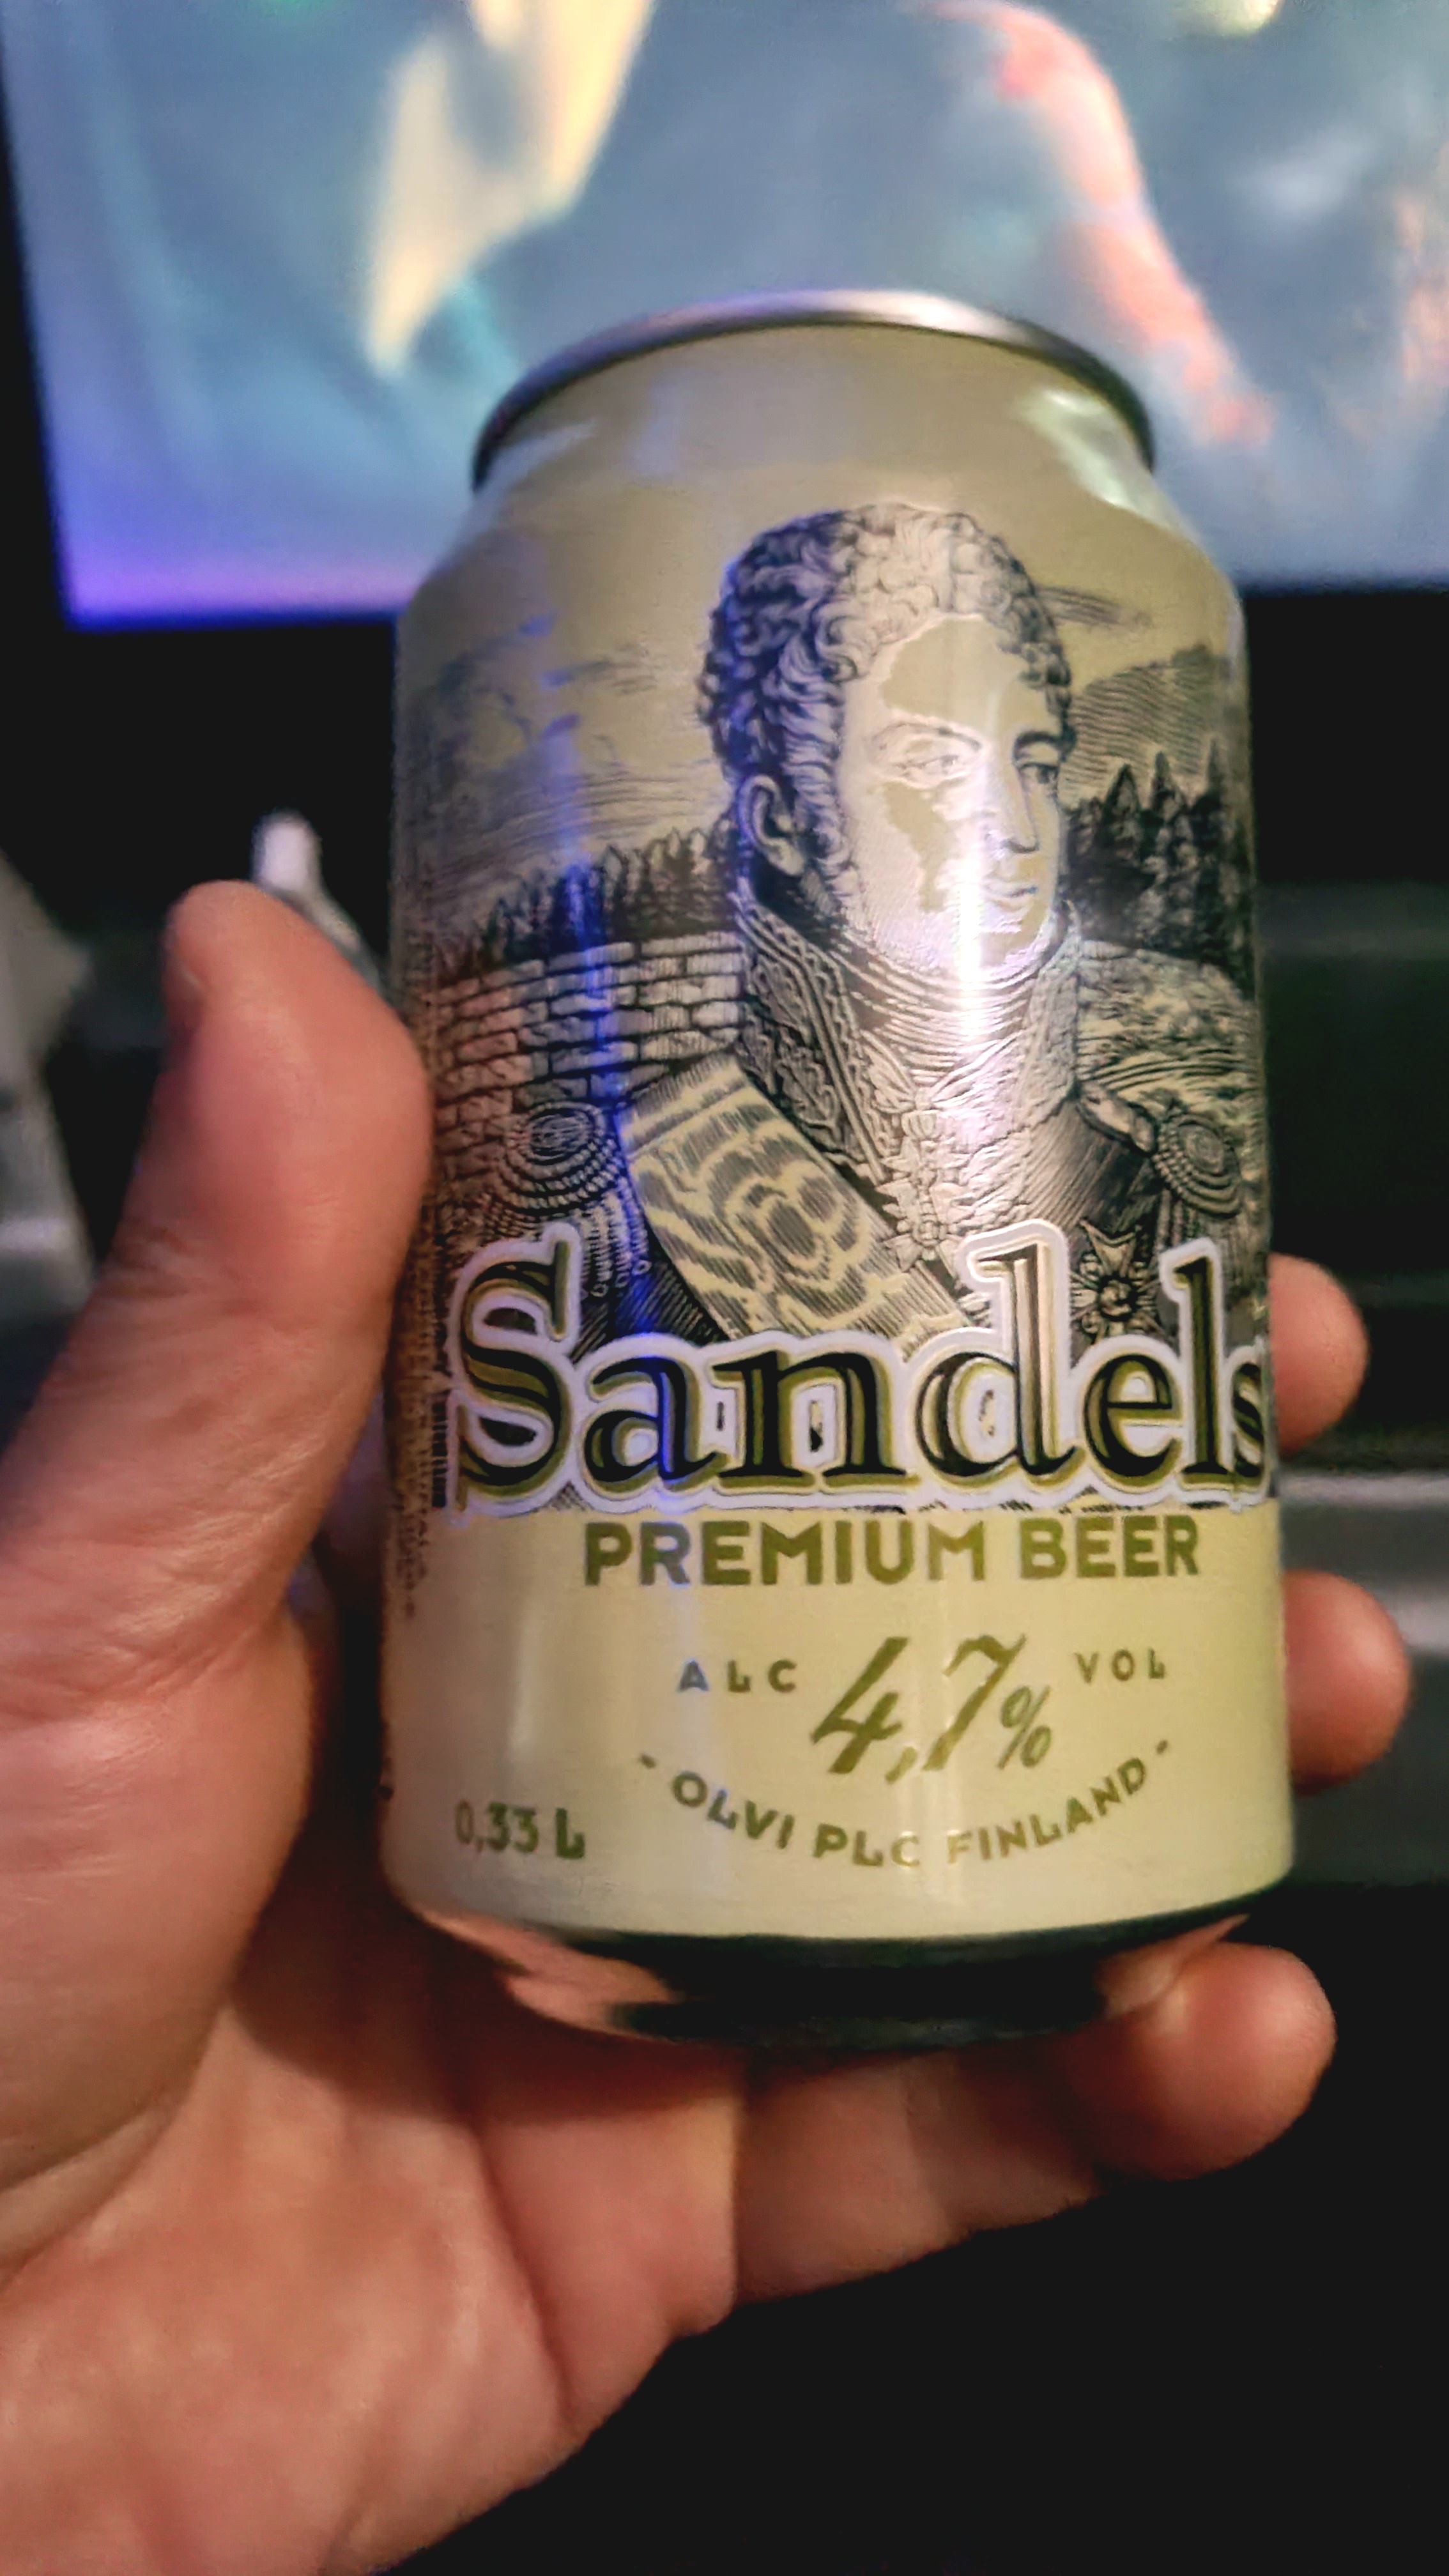 Sandels
PREMIUM BEER
ALC 4,7% VOL
- OLVI PLC FINLAND -
0,33 L